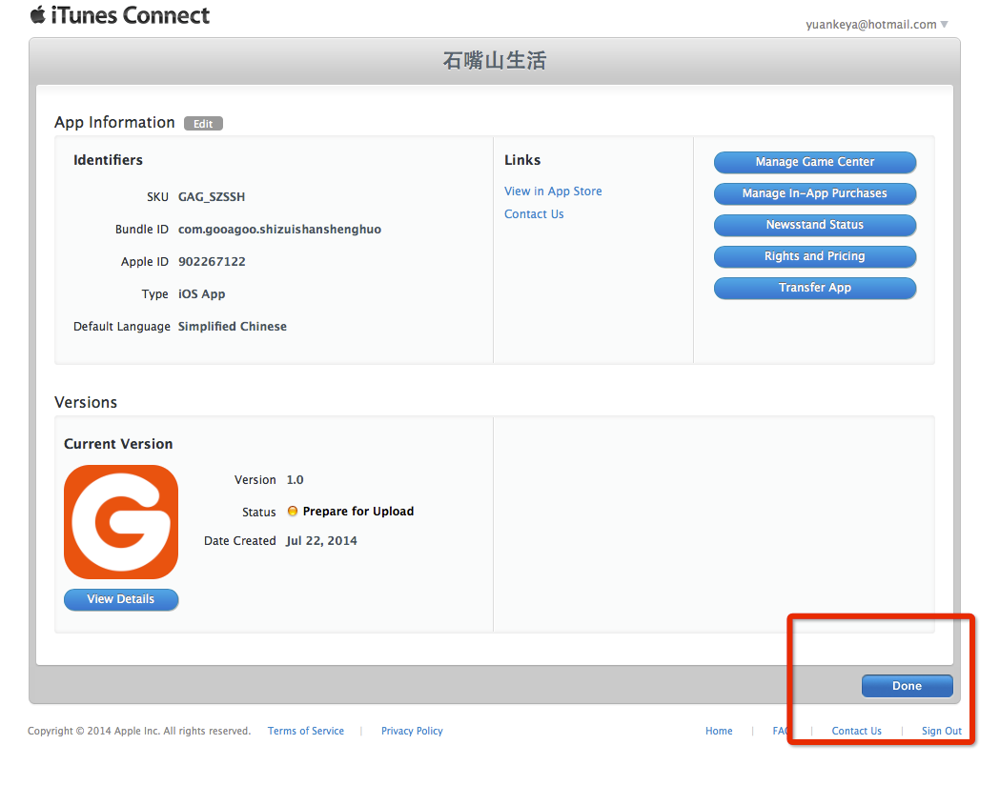 iTunes Connect
yuankeya@hotmail.com
石嘴山生活
App Information Edit
Identifiers
SKU GAG_SZSSH
Bundle ID com.gooagoo.shizuishanshenghuo
Apple ID 902267122
Type iOS App
Default Language Simplified Chinese
Links
View in App Store
Contact Us
Manage Game Center
Manage In-App Purchases
Newsstand Status
Rights and Pricing
Transfer App
Versions
Current Version
Version 1.0
Status Prepare for Upload
Date Created Jul 22, 2014
View Details
Done
Copyright © 2014 Apple Inc. All rights reserved. Terms of Service | Privacy Policy
Home | FAQ | Contact Us | Sign Out